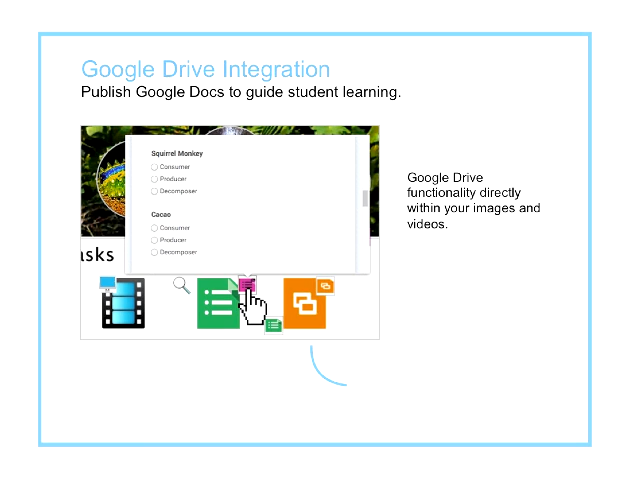 Google Drive Integration
Publish Google Docs to guide student learning.
Squirrel Monkey
Consumer
Producer
Decomposer
Cacao
Consumer
Producer
Decomposer
asks
Google Drive
functionality directly
within your images and
videos.